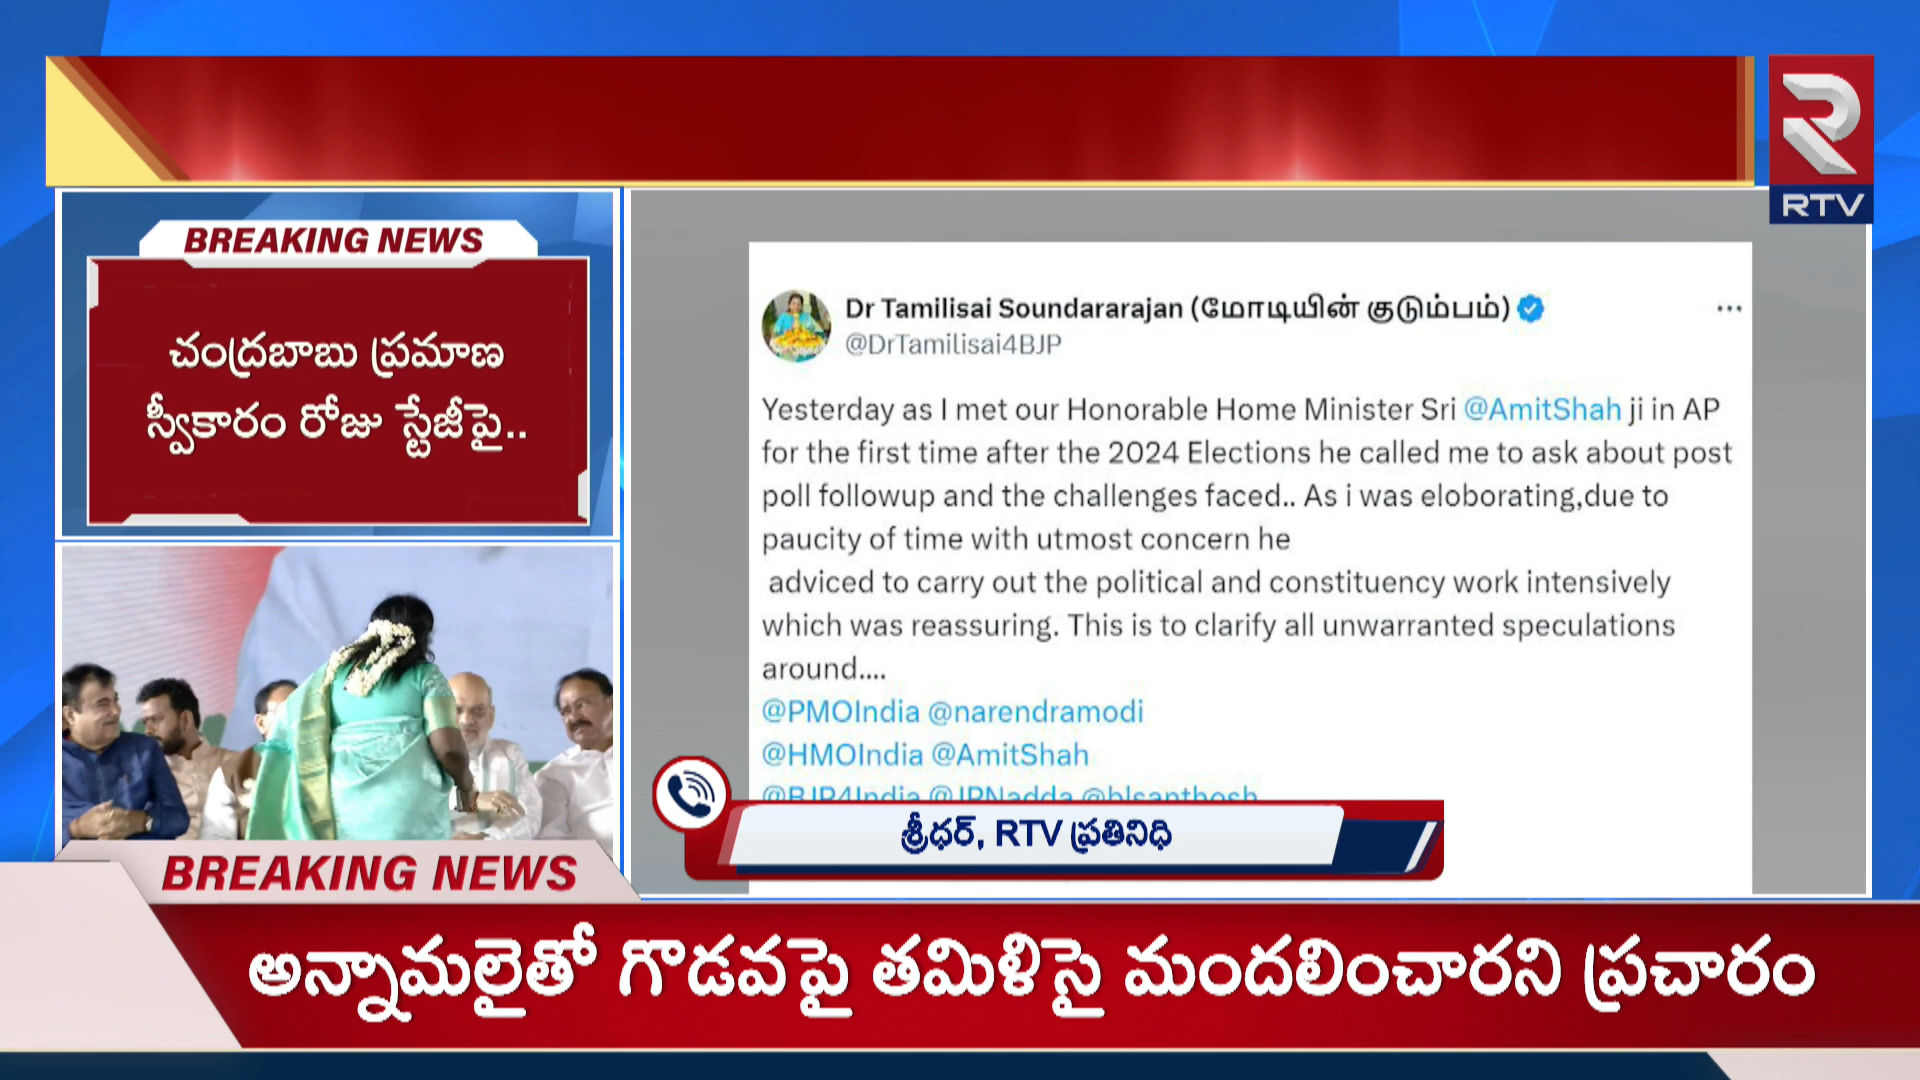 RTV
BREAKING NEWS
చంద్రబాబు ప్రమాణ
స్వీకారం రోజు స్టేజీపై..
Dr Tamilisai Soundararajan (மோடியின் குடும்பம்)
@DrTamilisai4BJP
Yesterday as I met our Honorable Home Minister Sri @AmitShah ji in AP
for the first time after the 2024 Elections he called me to ask about post
poll followup and the challenges faced.. As i was eloborating,due to
paucity of time with utmost concern he
adviced to carry out the political and constituency work intensively
which was reassuring. This is to clarify all unwarranted speculations
around....
@PMOIndia @narendramodi
@HMOIndia @AmitShah
@BJP4India @JPNadda @blsanthosh
శ్రీధర్, RTV ప్రతినిధి
BREAKING NEWS
అన్నామలైతో గొడవపై తమిళిసై మందలించారని ప్రచారం